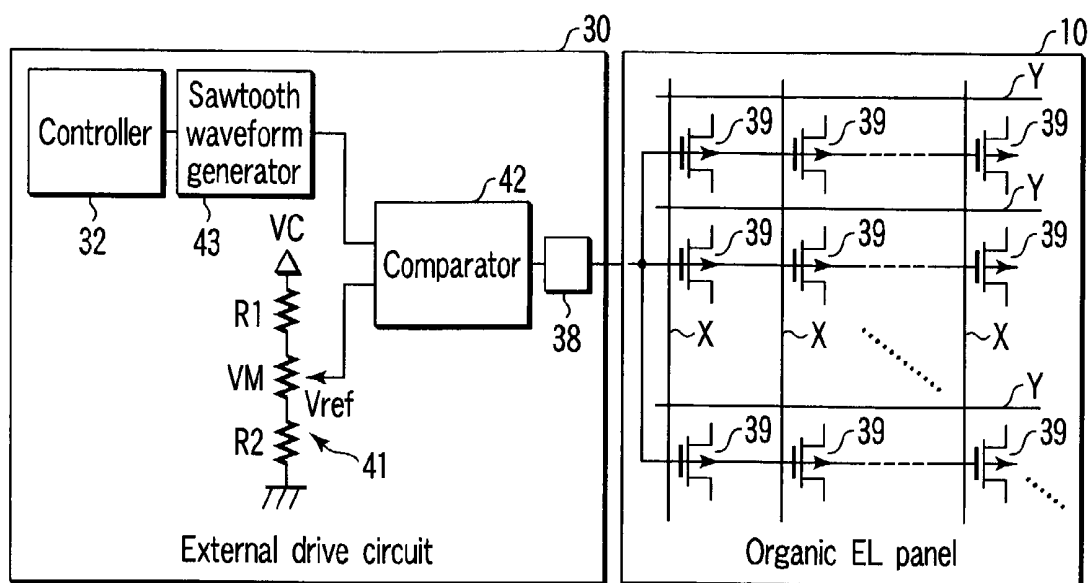 30
10
Controller
32
Sawtooth
waveform
generator
43
VC
R1
VM
Vref
R2
41
42
Comparator
38
External drive circuit
Y
39
39
39
Y
39
39
39
X
X
X
Y
39
39
39
Organic EL panel